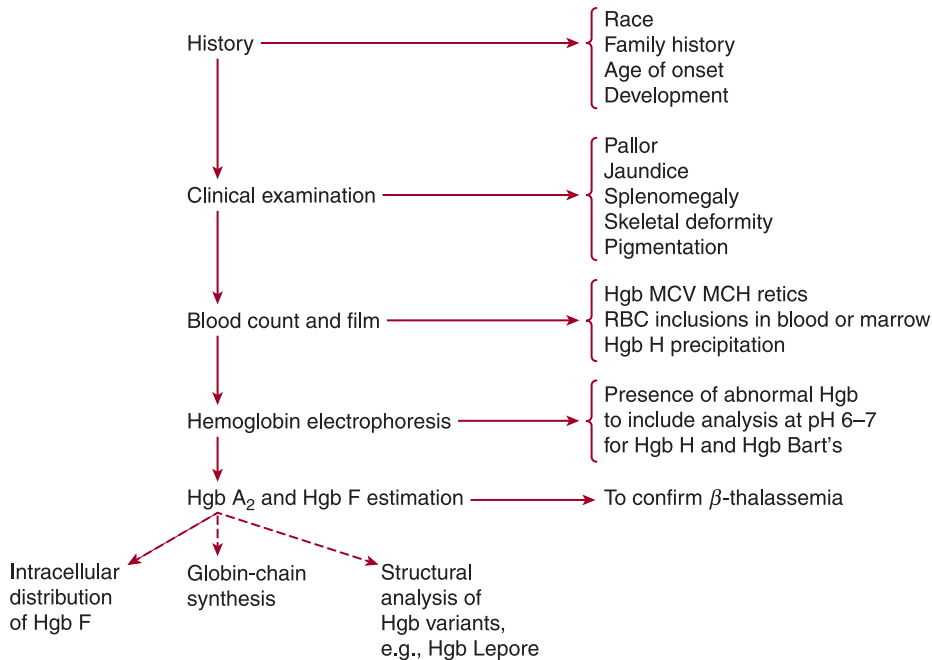 History
Race
Family history
Age of onset
Development
Clinical examination
Pallor
Jaundice
Splenomegaly
Skeletal deformity
Pigmentation
Blood count and film
Hgb MCV MCH retics
RBC inclusions in blood or marrow
Hgb H precipitation
Hemoglobin electrophoresis
Presence of abnormal Hgb
to include analysis at pH 6–7
for Hgb H and Hgb Bart's
Hgb A₂ and Hgb F estimation
To confirm β-thalassemia
Intracellular
distribution
of Hgb F
Globin-chain
synthesis
Structural
analysis of
Hgb variants,
e.g., Hgb Lepore